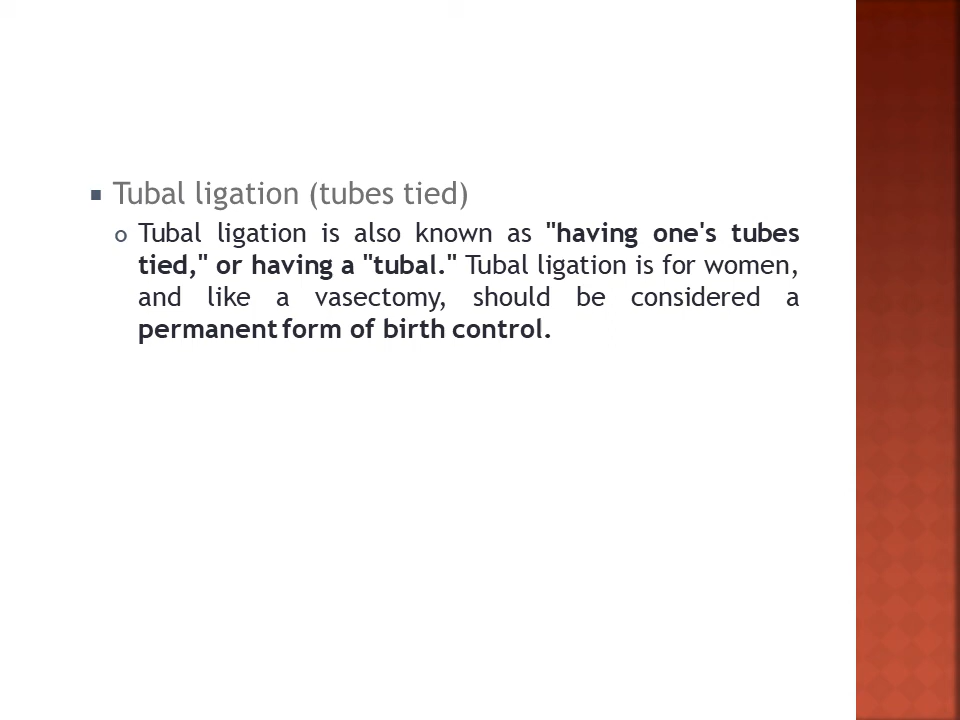 Tubal ligation (tubes tied)
Tubal ligation is also known as "having one's tubes
tied," or having a "tubal." Tubal ligation is for women,
and like a vasectomy, should be considered a
permanent form of birth control.